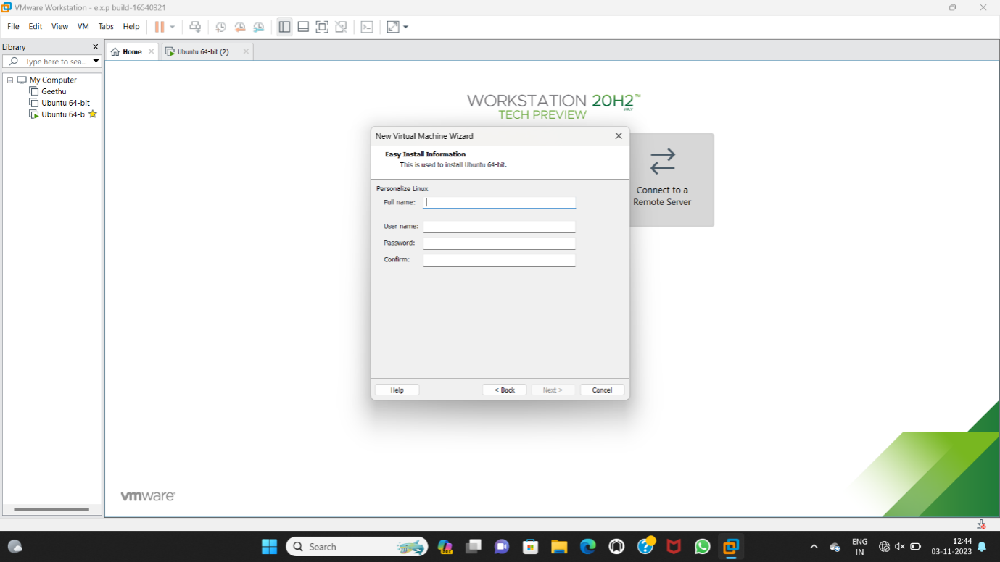 VMware Workstation - e.x.p build-16540321
File Edit View VM Tabs Help
Library
Type here to sea...
My Computer
Geethu
Ubuntu 64-bit
Ubuntu 64-b
Home
Ubuntu 64-bit (2)
WORKSTATION 20H2™
JULY
TECH PREVIEW
New Virtual Machine Wizard
Easy Install Information
This is used to install Ubuntu 64-bit.
Personalize Linux
Full name:
User name:
Password:
Confirm:
Help
< Back
Next >
Cancel
Connect to a
Remote Server
vmware®
Search
PRE
ENG
IN
12:44
03-11-2023